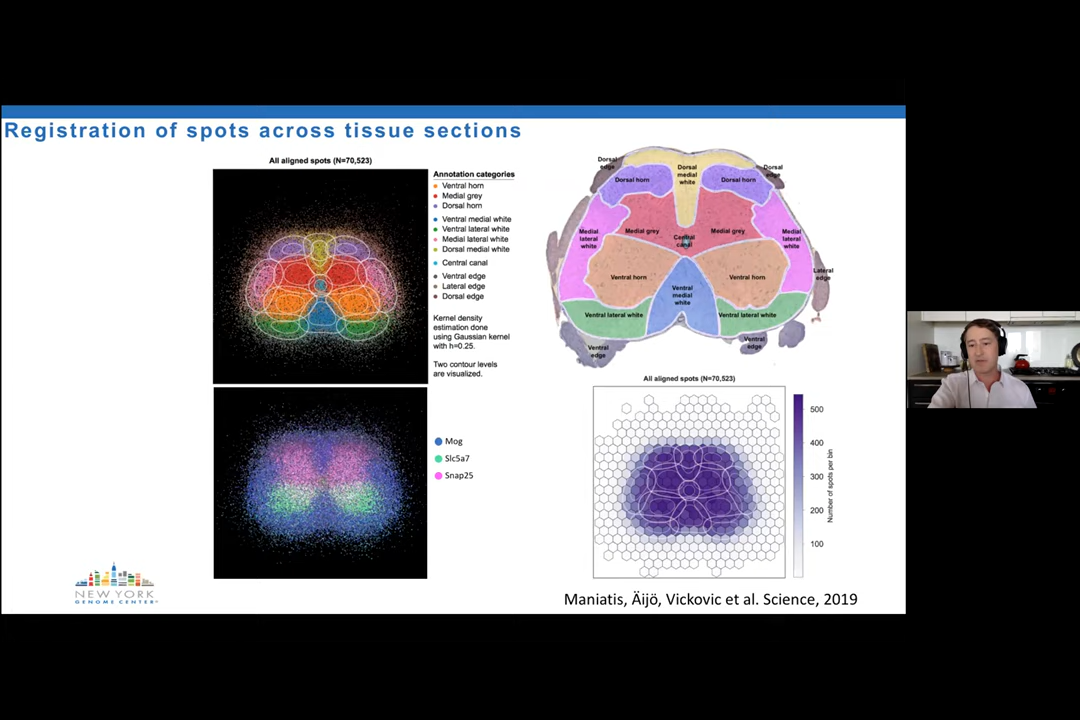 Registration of spots across tissue sections
All aligned spots (N=70,523)
Annotation categories
Ventral horn
Medial grey
Dorsal horn
Ventral medial white
Ventral lateral white
Medial lateral white
Dorsal medial white
Central canal
Ventral edge
Lateral edge
Dorsal edge
Kernel density
estimation done
using Gaussian kernel
with h=0.25.
Two contour levels
are visualized.
Mog
Slc5a7
Snap25
Dorsal
edge
Dorsal horn
Dorsal
medial
white
Dorsal horn
Dorsal
edge
Medial
lateral
white
Medial grey
Central
canal
Medial grey
Medial
lateral
white
Ventral horn
Ventral
medial
white
Ventral horn
Lateral
edge
Ventral lateral white
Ventral lateral white
Ventral
edge
Ventral
edge
All aligned spots (N=70,523)
500
400
300
200
100
Number of spots per bin
NEW YORK
GENOME CENTER
Maniatis, Äijö, Vickovic et al. Science, 2019